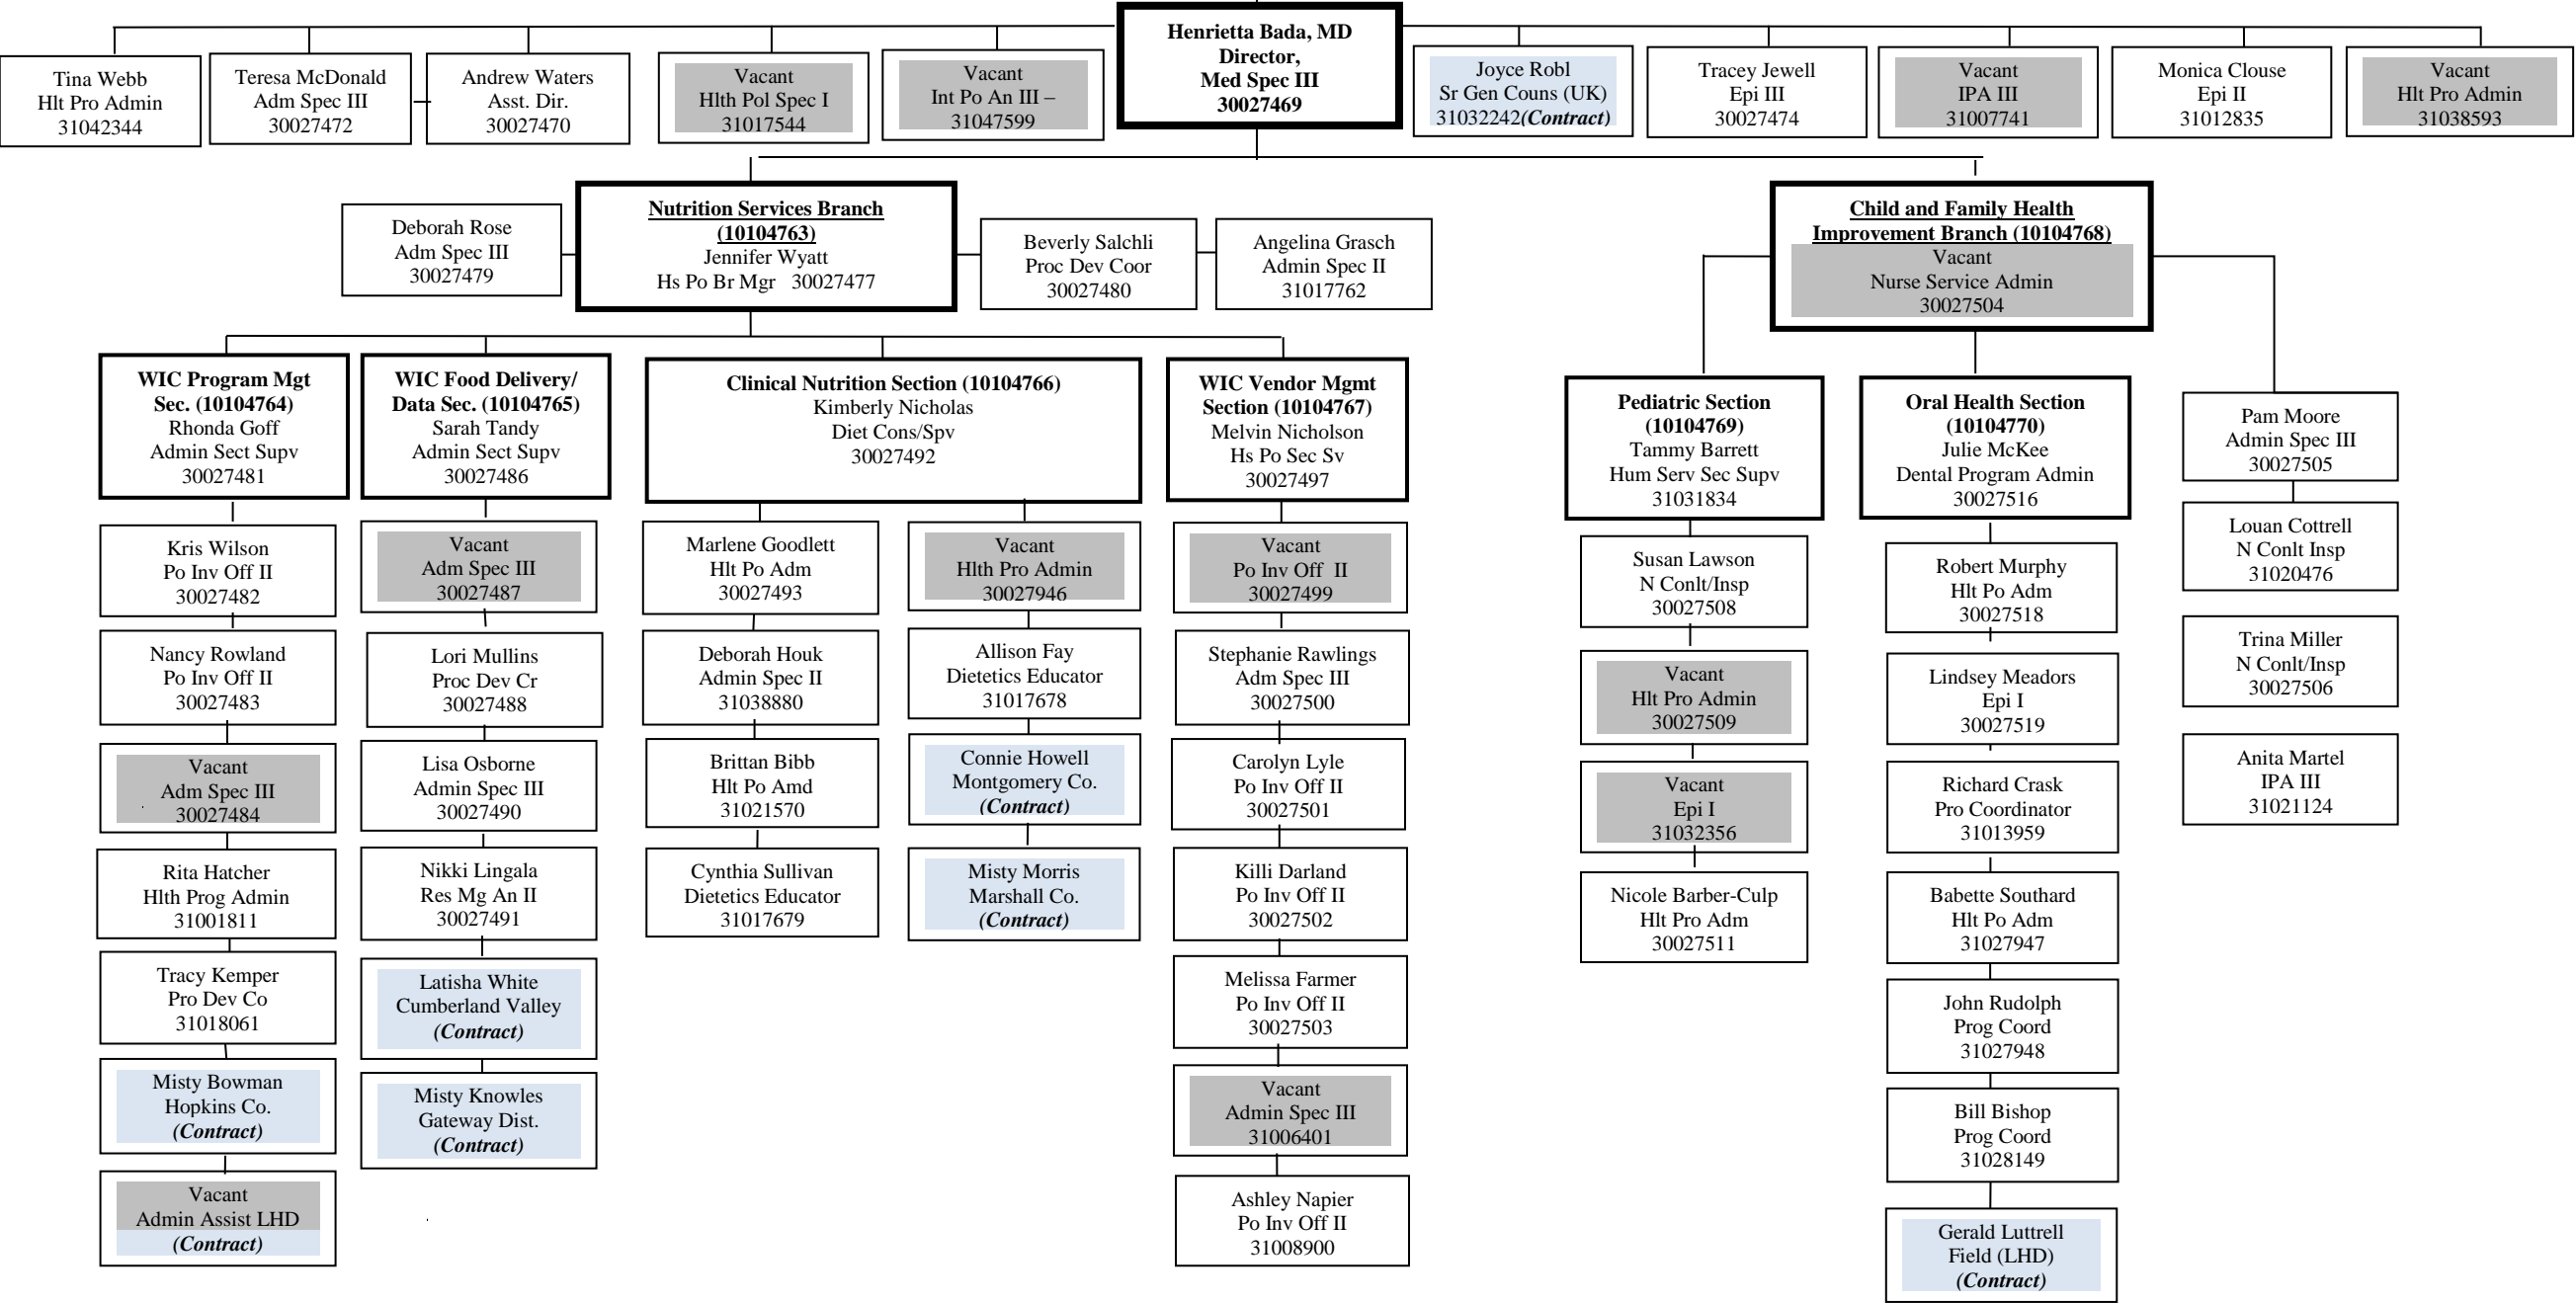 Henrietta Bada, MD
Director,
Med Spec III
30027469
Tina Webb
Hlt Pro Admin
31042344
Teresa McDonald
Adm Spec III
30027472
Andrew Waters
Asst. Dir.
30027470
Vacant
Hlth Pol Spec I
31017544
Vacant
Int Po An III –
31047599
Joyce Robl
Sr Gen Couns (UK)
31032242(Contract)
Tracey Jewell
Epi III
30027474
Vacant
IPA III
31007741
Monica Clouse
Epi II
31012835
Vacant
Hlt Pro Admin
31038593
Deborah Rose
Adm Spec III
30027479
Nutrition Services Branch
(10104763)
Jennifer Wyatt
Hs Po Br Mgr 30027477
Beverly Salchli
Proc Dev Coor
30027480
Angelina Grasch
Admin Spec II
31017762
Child and Family Health
Improvement Branch (10104768)
Vacant
Nurse Service Admin
30027504
WIC Program Mgt
Sec. (10104764)
Rhonda Goff
Admin Sect Supv
30027481
Kris Wilson
Po Inv Off II
30027482
Nancy Rowland
Po Inv Off II
30027483
Vacant
Adm Spec III
30027484
Rita Hatcher
Hlth Prog Admin
31001811
Tracy Kemper
Pro Dev Co
31018061
Misty Bowman
Hopkins Co.
(Contract)
Vacant
Admin Assist LHD
(Contract)
WIC Food Delivery/
Data Sec. (10104765)
Sarah Tandy
Admin Sect Supv
30027486
Vacant
Adm Spec III
30027487
Lori Mullins
Proc Dev Cr
30027488
Lisa Osborne
Admin Spec III
30027490
Nikki Lingala
Res Mg An II
30027491
Latisha White
Cumberland Valley
(Contract)
Misty Knowles
Gateway Dist.
(Contract)
Clinical Nutrition Section (10104766)
Kimberly Nicholas
Diet Cons/Spv
30027492
Marlene Goodlett
Hlt Po Adm
30027493
Deborah Houk
Admin Spec II
31038880
Brittan Bibb
Hlt Po Amd
31021570
Cynthia Sullivan
Dietetics Educator
31017679
Vacant
Hlth Pro Admin
30027946
Allison Fay
Dietetics Educator
31017678
Connie Howell
Montgomery Co.
(Contract)
Misty Morris
Marshall Co.
(Contract)
WIC Vendor Mgmt
Section (10104767)
Melvin Nicholson
Hs Po Sec Sv
30027497
Vacant
Po Inv Off II
30027499
Stephanie Rawlings
Adm Spec III
30027500
Carolyn Lyle
Po Inv Off II
30027501
Killi Darland
Po Inv Off II
30027502
Melissa Farmer
Po Inv Off II
30027503
Vacant
Admin Spec III
31006401
Ashley Napier
Po Inv Off II
31008900
Pediatric Section
(10104769)
Tammy Barrett
Hum Serv Sec Supv
31031834
Susan Lawson
N Conlt/Insp
30027508
Vacant
Hlt Pro Admin
30027509
Vacant
Epi I
31032356
Nicole Barber-Culp
Hlt Pro Adm
30027511
Oral Health Section
(10104770)
Julie McKee
Dental Program Admin
30027516
Robert Murphy
Hlt Po Adm
30027518
Lindsey Meadors
Epi I
30027519
Richard Crask
Pro Coordinator
31013959
Babette Southard
Hlt Po Adm
31027947
John Rudolph
Prog Coord
31027948
Bill Bishop
Prog Coord
31028149
Gerald Luttrell
Field (LHD)
(Contract)
Pam Moore
Admin Spec III
30027505
Louan Cottrell
N Conlt Insp
31020476
Trina Miller
N Conlt/Insp
30027506
Anita Martel
IPA III
31021124